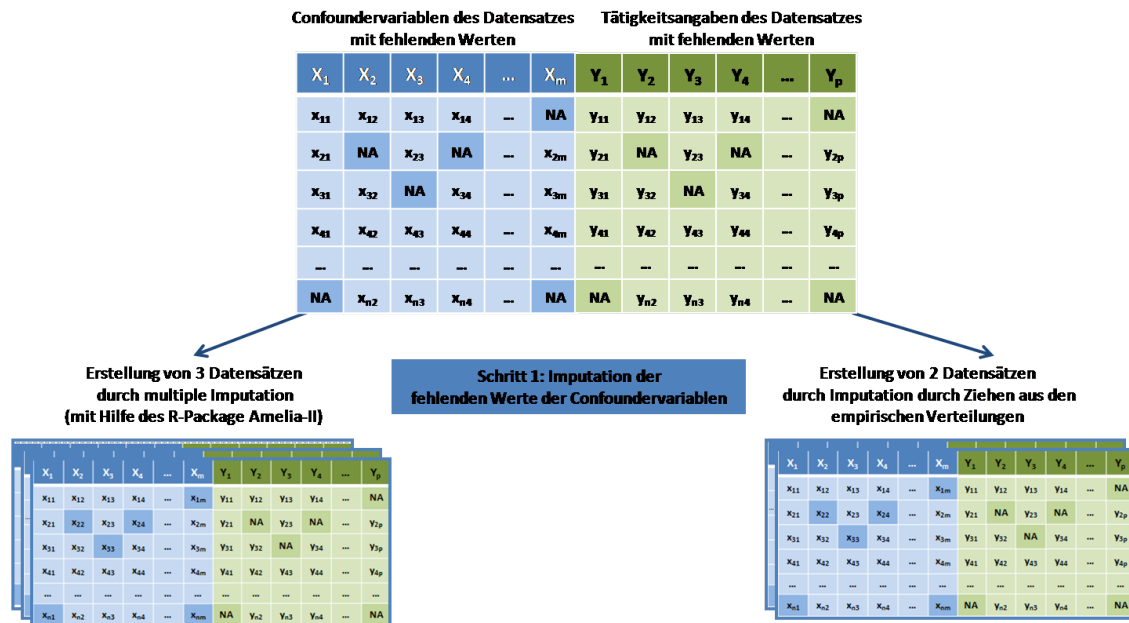 Confoundervariablen des Datensatzes mit fehlenden Werten
Tätigkeitsangaben des Datensatzes mit fehlenden Werten
X₁ X₂ X₃ X₄ ... Xₘ Y₁ Y₂ Y₃ Y₄ ... Yₚ
x₁₁ x₁₂ x₁₃ x₁₄ ... NA y₁₁ y₁₂ y₁₃ y₁₄ ... NA
x₂₁ NA x₂₃ NA ... x₂ₘ y₂₁ NA y₂₃ NA ... y₂ₚ
x₃₁ x₃₂ NA x₃₄ ... x₃ₘ y₃₁ y₃₂ NA y₃₄ ... y₃ₚ
x₄₁ x₄₂ x₄₃ x₄₄ ... x₄ₘ y₄₁ y₄₂ y₄₃ y₄₄ ... y₄ₚ
... ... ... ... ... ... ... ... ... ... ... ...
NA xₙ₂ xₙ₃ xₙ₄ ... NA NA yₙ₂ yₙ₃ yₙ₄ ... NA
Erstellung von 3 Datensätzen
durch multiple Imputation
(mit Hilfe des R-Package Amelia-II)
Schritt 1: Imputation der
fehlenden Werte der Confoundervariablen
Erstellung von 2 Datensätzen
durch Imputation durch Ziehen aus den
empirischen Verteilungen
X₁ X₂ X₃ X₄ ... Xₘ Y₁ Y₂ Y₃ Y₄ ... Yₚ
x₁₁ x₁₂ x₁₃ x₁₄ ... x₁ₘ y₁₁ y₁₂ y₁₃ y₁₄ ... NA
x₂₁ x₂₂ x₂₃ x₂₄ ... x₂ₘ y₂₁ NA y₂₃ NA ... y₂ₚ
x₃₁ x₃₂ x₃₃ x₃₄ ... x₃ₘ y₃₁ y₃₂ NA y₃₄ ... y₃ₚ
x₄₁ x₄₂ x₄₃ x₄₄ ... x₄ₘ y₄₁ y₄₂ y₄₃ y₄₄ ... y₄ₚ
... ... ... ... ... ... ... ... ... ... ... ...
xₙ₁ xₙ₂ xₙ₃ xₙ₄ ... xₙₘ NA yₙ₂ yₙ₃ yₙ₄ ... NA
X₁ X₂ X₃ X₄ ... Xₘ Y₁ Y₂ Y₃ Y₄ ... Yₚ
x₁₁ x₁₂ x₁₃ x₁₄ ... x₁ₘ y₁₁ y₁₂ y₁₃ y₁₄ ... NA
x₂₁ x₂₂ x₂₃ x₂₄ ... x₂ₘ y₂₁ NA y₂₃ NA ... y₂ₚ
x₃₁ x₃₂ x₃₃ x₃₄ ... x₃ₘ y₃₁ y₃₂ NA y₃₄ ... y₃ₚ
x₄₁ x₄₂ x₄₃ x₄₄ ... x₄ₘ y₄₁ y₄₂ y₄₃ y₄₄ ... y₄ₚ
... ... ... ... ... ... ... ... ... ... ... ...
xₙ₁ xₙ₂ xₙ₃ xₙ₄ ... xₙₘ NA yₙ₂ yₙ₃ yₙ₄ ... NA